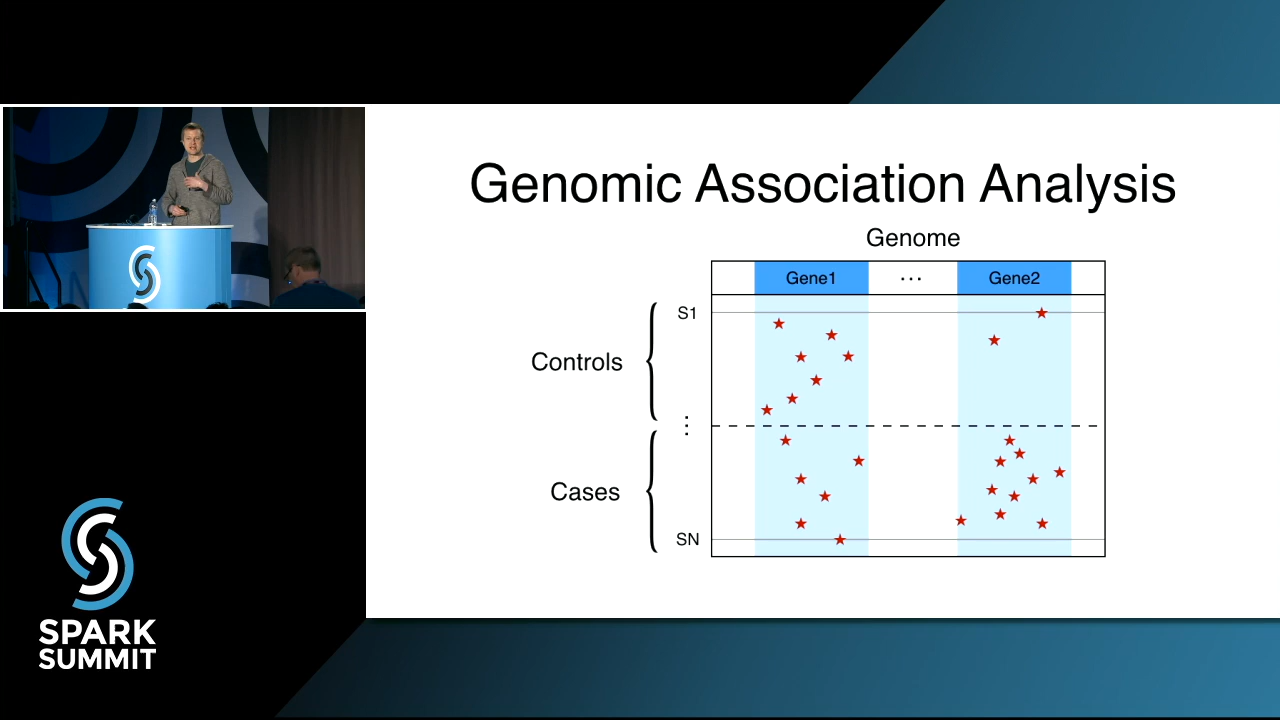 Genomic Association Analysis
Genome
Gene1 ... Gene2
S1
Controls
⋮
Cases
SN
SPARK
SUMMIT